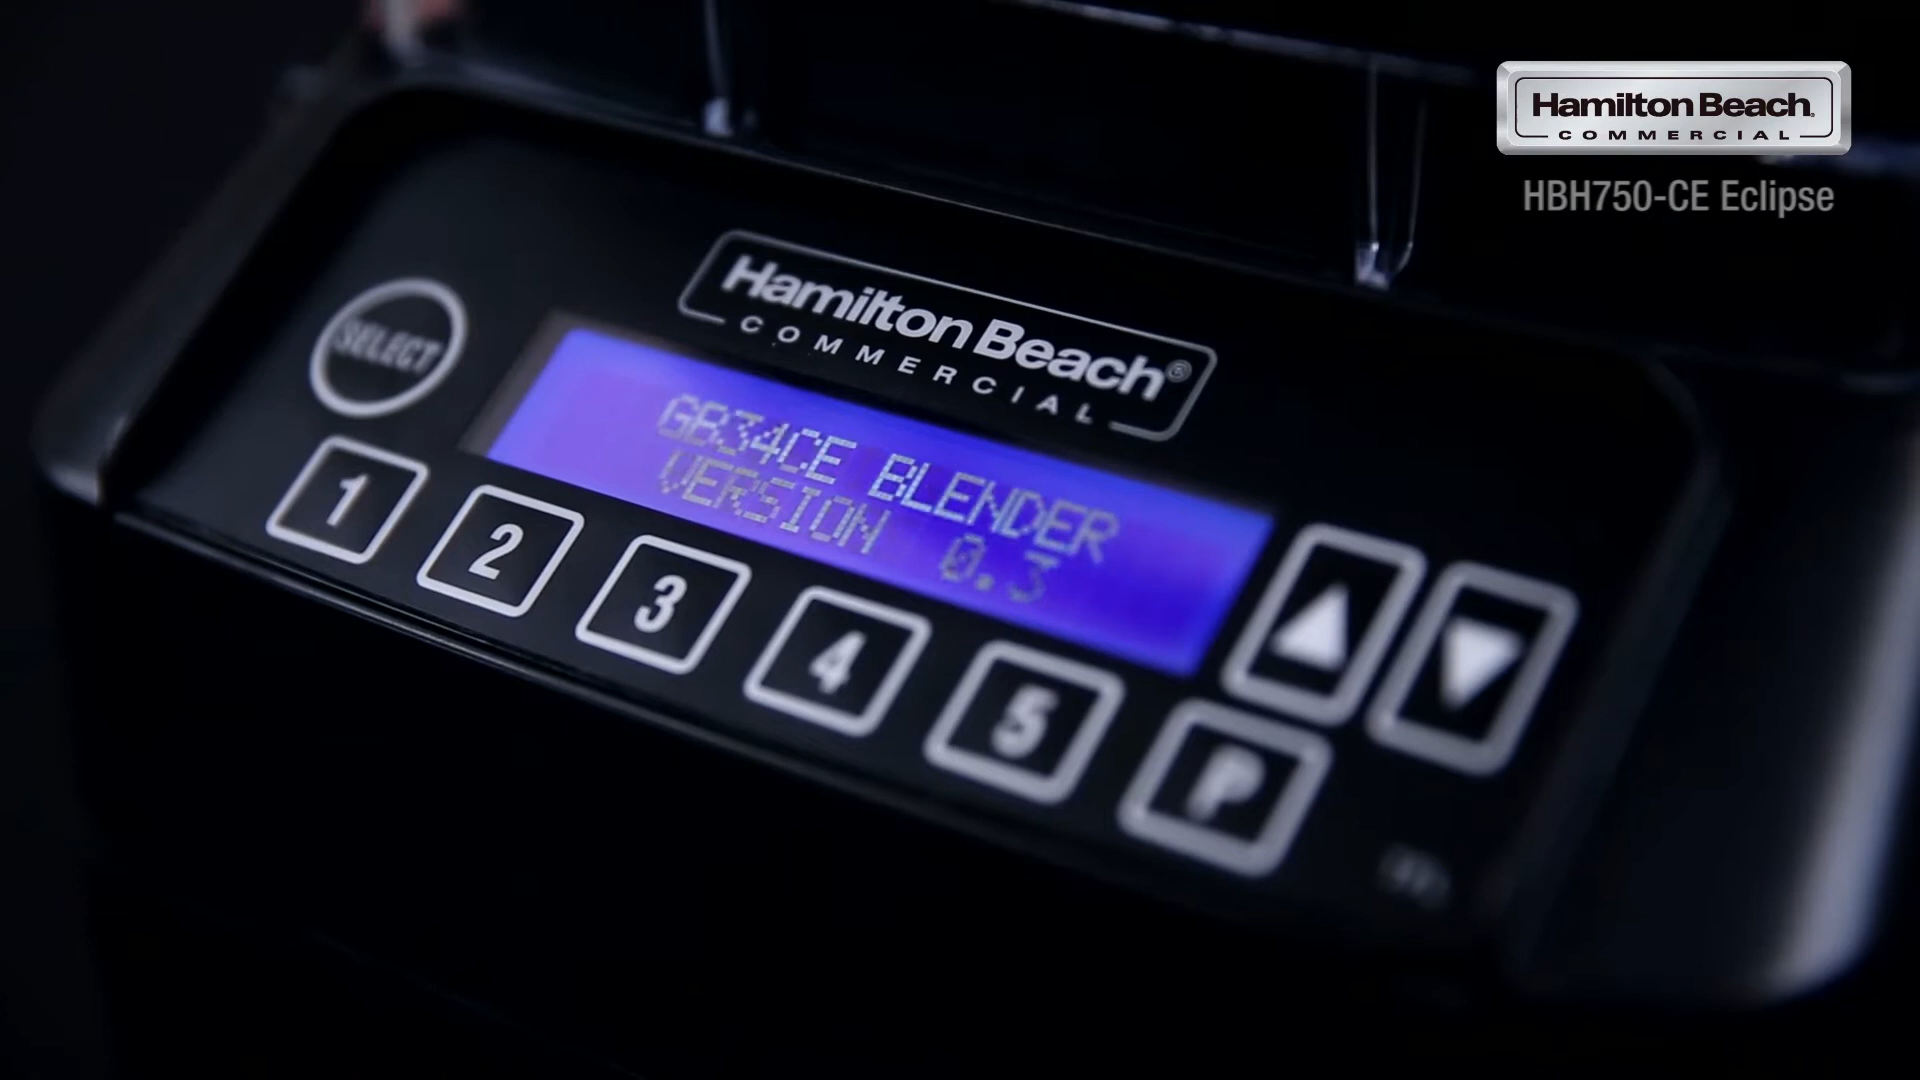 Hamilton Beach®
COMMERCIAL
HBH750-CE Eclipse
Hamilton Beach®
COMMERCIAL
SELECT
GB34CE BLENDER
VERSION 0.3
1
2
3
4
5
P